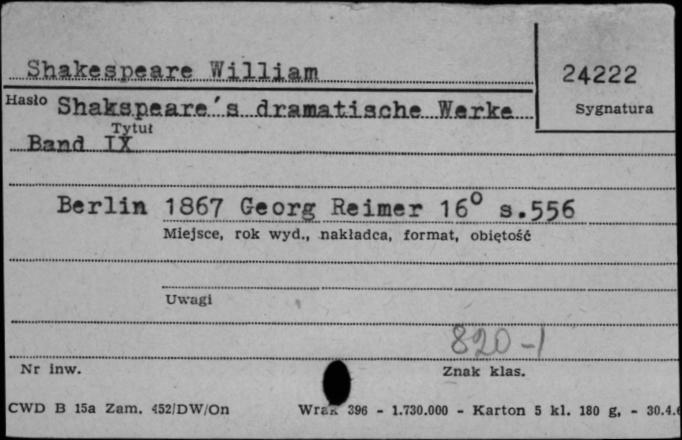 Shakespeare William
24222
Hasło Shakspeare's dramatische Werke
Sygnatura
Tytuł
Band IX
Berlin 1867 Georg Reimer 16° s.556
Miejsce, rok wyd., nakładca, format, objętość
Uwagi
820-1
Nr inw.
Znak klas.
CWD B 15a Zam. 452/DW/On
396 - 1.730.000 - Karton 5 kl. 180 g, - 30.4.